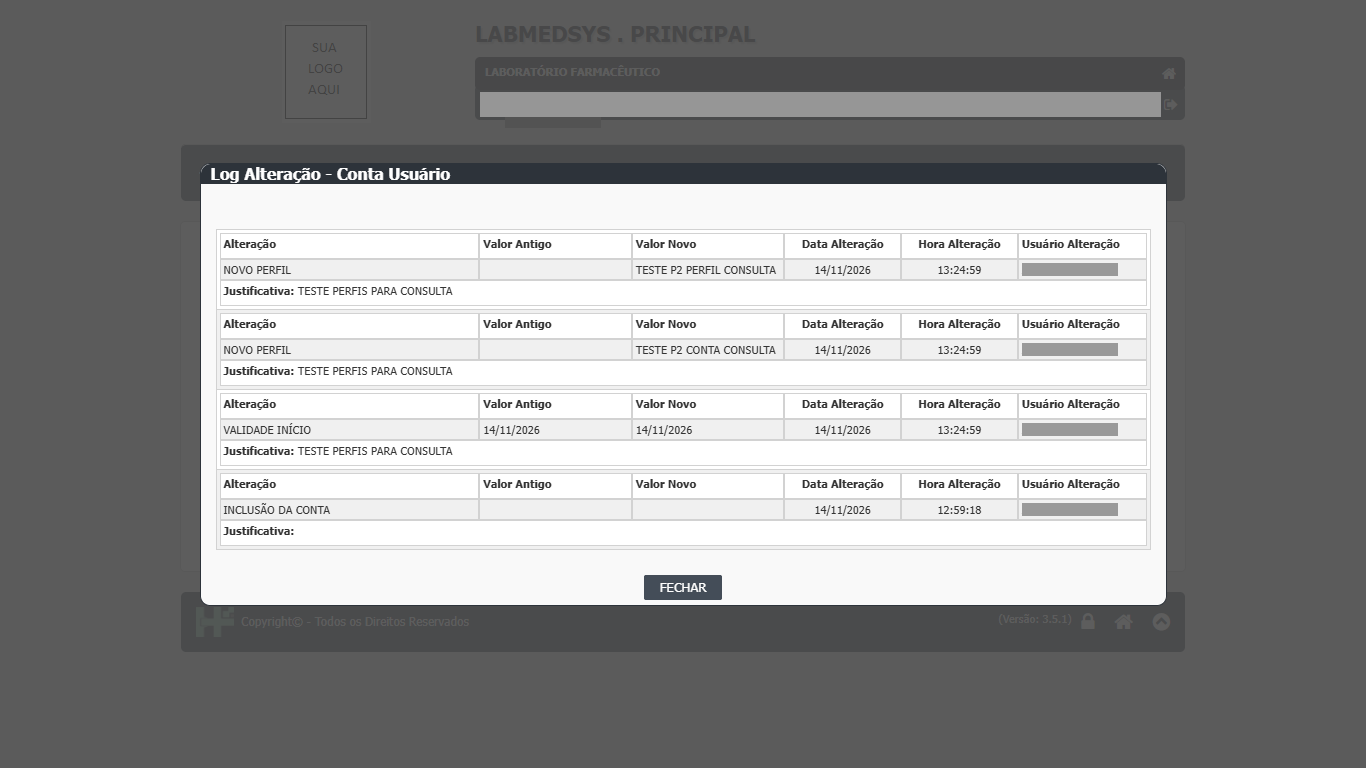 SUA
LOGO
AQUI
LABMEDSYS . PRINCIPAL
LABORATÓRIO FARMACÊUTICO
Log Alteração - Conta Usuário
Alteração Valor Antigo Valor Novo Data Alteração Hora Alteração Usuário Alteração
NOVO PERFIL TESTE P2 PERFIL CONSULTA 14/11/2026 13:24:59
Justificativa: TESTE PERFIS PARA CONSULTA
Alteração Valor Antigo Valor Novo Data Alteração Hora Alteração Usuário Alteração
NOVO PERFIL TESTE P2 CONTA CONSULTA 14/11/2026 13:24:59
Justificativa: TESTE PERFIS PARA CONSULTA
Alteração Valor Antigo Valor Novo Data Alteração Hora Alteração Usuário Alteração
VALIDADE INÍCIO 14/11/2026 14/11/2026 14/11/2026 13:24:59
Justificativa: TESTE PERFIS PARA CONSULTA
Alteração Valor Antigo Valor Novo Data Alteração Hora Alteração Usuário Alteração
INCLUSÃO DA CONTA 14/11/2026 12:59:18
Justificativa:
FECHAR
Copyright© - Todos os Direitos Reservados (Versão: 3.5.1)